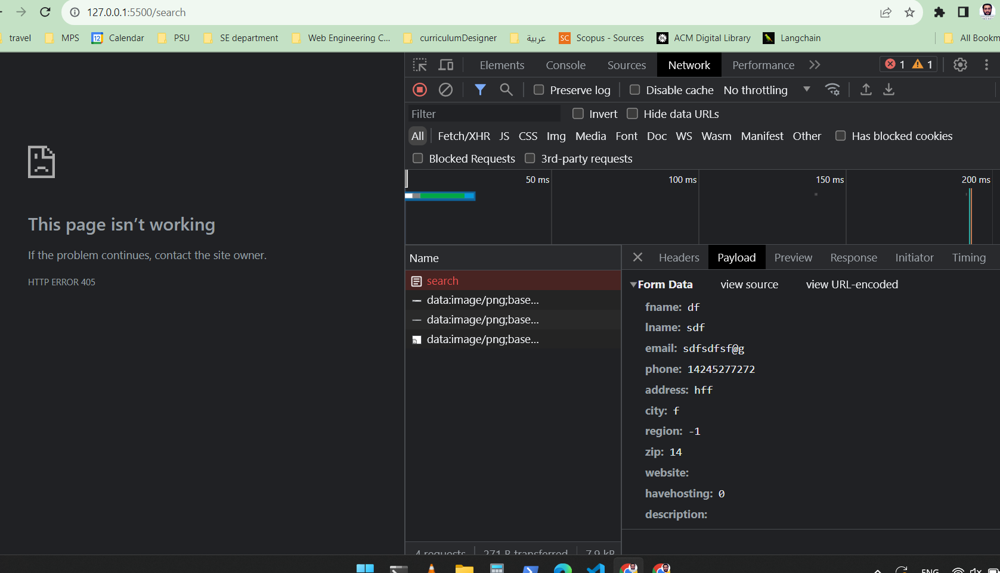 127.0.0.1:5500/search
travel MPS 12 Calendar PSU SE department Web Engineering C... curriculumDesigner عربية SC Scopus - Sources ACM Digital Library Langchain All Bookm
Elements Console Sources Network Performance 1 1
Preserve log Disable cache No throttling
Filter Invert Hide data URLs
All Fetch/XHR JS CSS Img Media Font Doc WS Wasm Manifest Other Has blocked cookies
Blocked Requests 3rd-party requests
50 ms 100 ms 150 ms 200 ms
This page isn’t working
If the problem continues, contact the site owner.
HTTP ERROR 405
Name
search
data:image/png;base...
data:image/png;base...
data:image/png;base...
4 requests 271 B transferred 7.9 kB
Headers Payload Preview Response Initiator Timing
Form Data view source view URL-encoded
fname: df
lname: sdf
email: sdfsdfsf@g
phone: 14245277272
address: hff
city: f
region: -1
zip: 14
website:
havehosting: 0
description:
ENG